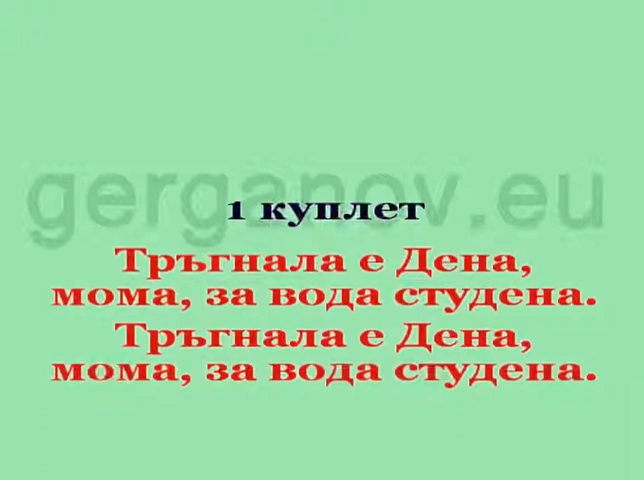 gerganov.eu
1 куплет
Тръгнала е Дена,
мома, за вода студена.
Тръгнала е Дена,
мома, за вода студена.